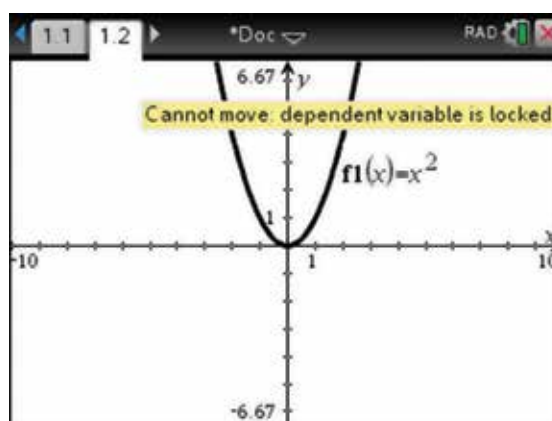 1.1 1.2 *Doc RAD
6.67 y
Cannot move: dependent variable is locked
f1(x)=x²
1
x
-10 1 10
-6.67